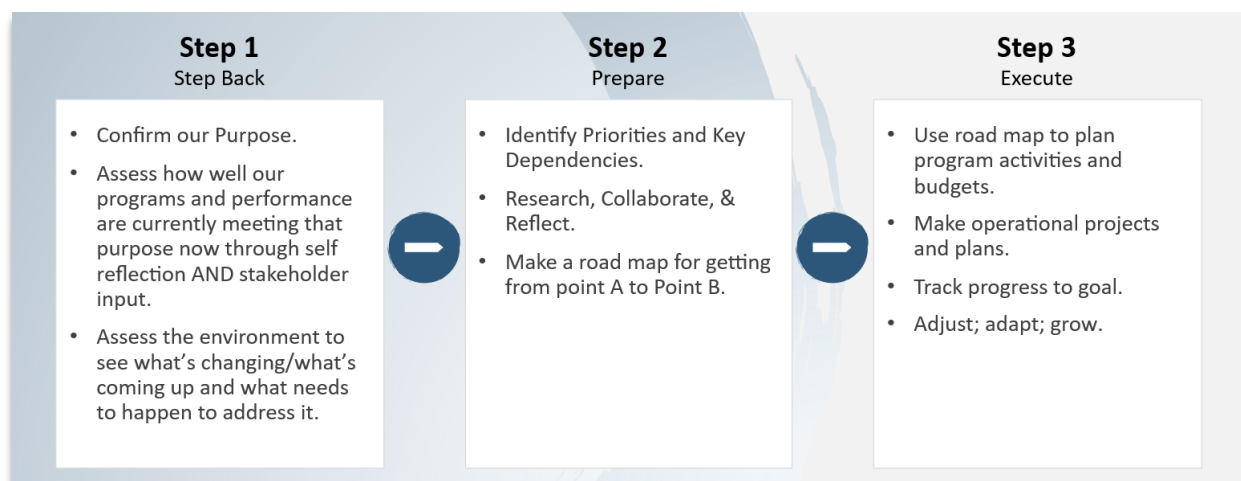 Step 1
Step Back
• Confirm our Purpose.
• Assess how well our
programs and performance
are currently meeting that
purpose now through self
reflection AND stakeholder
input.
• Assess the environment to
see what's changing/what's
coming up and what needs
to happen to address it.
Step 2
Prepare
• Identify Priorities and Key
Dependencies.
• Research, Collaborate, &
Reflect.
• Make a road map for getting
from point A to Point B.
Step 3
Execute
• Use road map to plan
program activities and
budgets.
• Make operational projects
and plans.
• Track progress to goal.
• Adjust; adapt; grow.